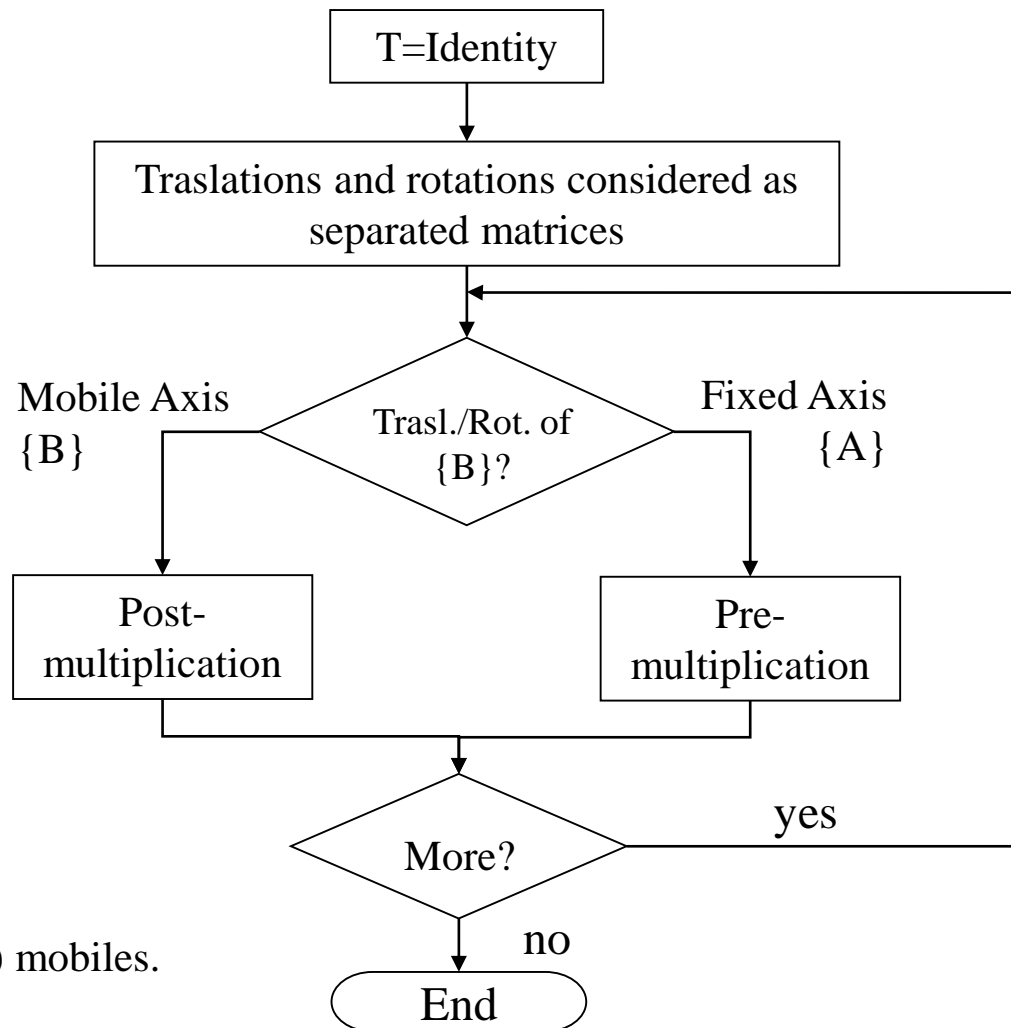 T=Identity
Traslations and rotations considered as
separated matrices
Mobile Axis
{B}
Trasl./Rot. of
{B}?
Fixed Axis
{A}
Post-
multiplication
Pre-
multiplication
More?
yes
no
) mobiles.
End